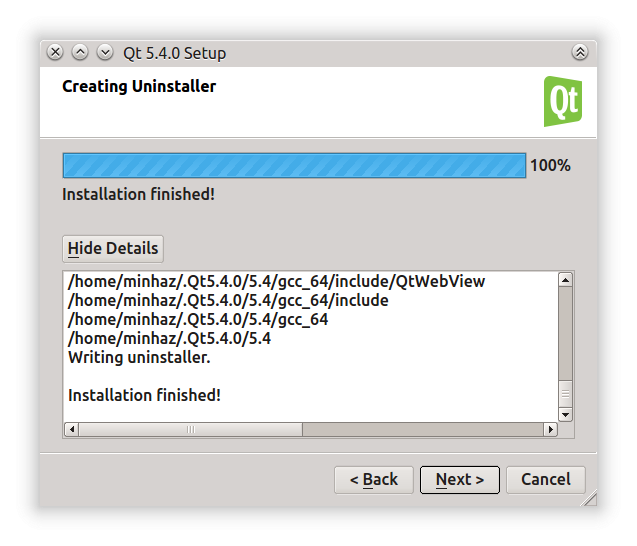 Qt 5.4.0 Setup
Creating Uninstaller
Qt
100%
Installation finished!
Hide Details
/home/minhaz/.Qt5.4.0/5.4/gcc_64/include/QtWebView
/home/minhaz/.Qt5.4.0/5.4/gcc_64/include
/home/minhaz/.Qt5.4.0/5.4/gcc_64
/home/minhaz/.Qt5.4.0/5.4
Writing uninstaller.
Installation finished!
< Back Next > Cancel